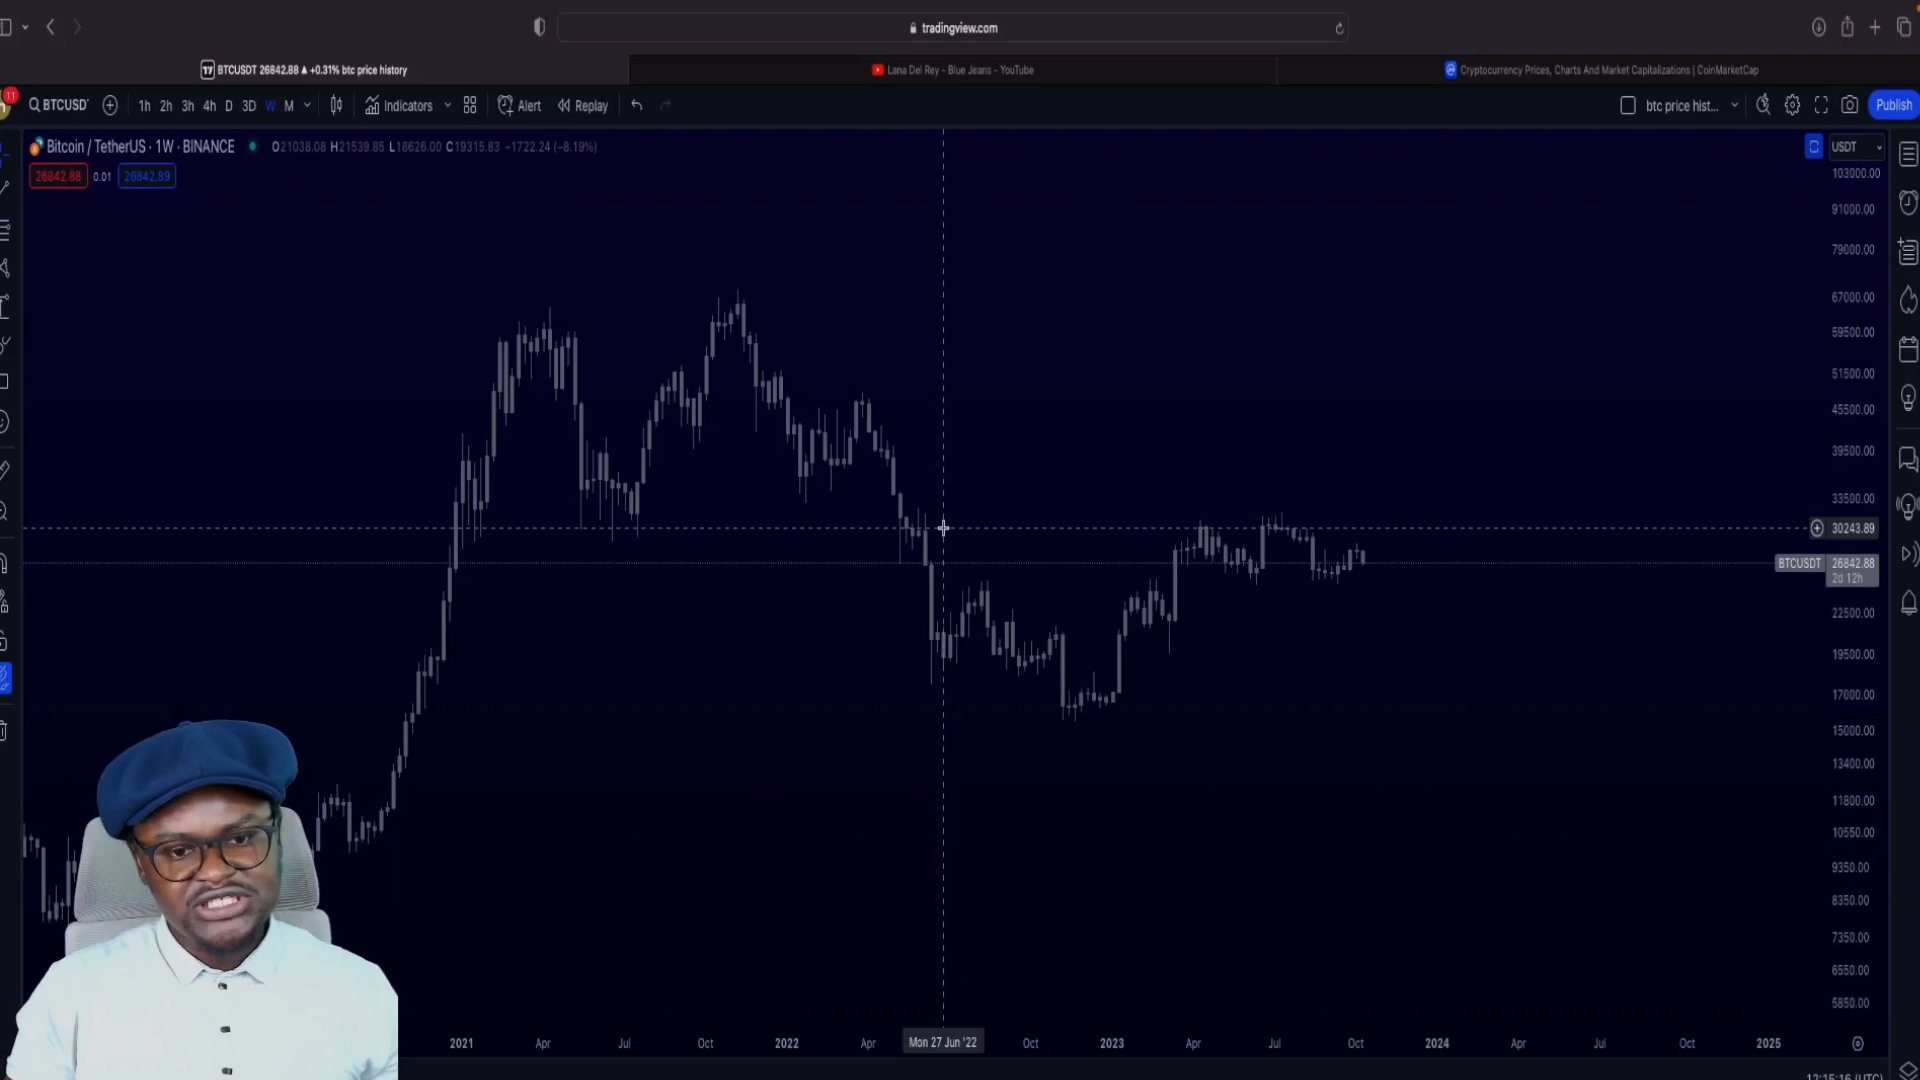 tradingview.com
BTCUSDT 26842.88 ▲ +0.31% btc price history
Lana Del Rey - Blue Jeans - YouTube
Cryptocurrency Prices, Charts And Market Capitalizations | CoinMarketCap
11
BTCUSD
1h 2h 3h 4h D 3D W M
Indicators
Alert
Replay
btc price hist...
Publish
Bitcoin / TetherUS · 1W · BINANCE
O21038.08 H21539.85 L18626.00 C19315.83 −1722.24 (−8.19%)
USDT
26842.88 0.01 26842.89
103000.00
91000.00
79000.00
67000.00
59500.00
51500.00
45500.00
39500.00
33500.00
30243.89
BTCUSDT 26842.88
2d 12h
22500.00
19500.00
17000.00
15000.00
13400.00
11800.00
10550.00
9350.00
8350.00
7350.00
6550.00
5850.00
2021 Apr Jul Oct 2022 Apr Mon 27 Jun '22 Oct 2023 Apr Jul Oct 2024 Apr Jul Oct 2025
12:15:16 (UTC)